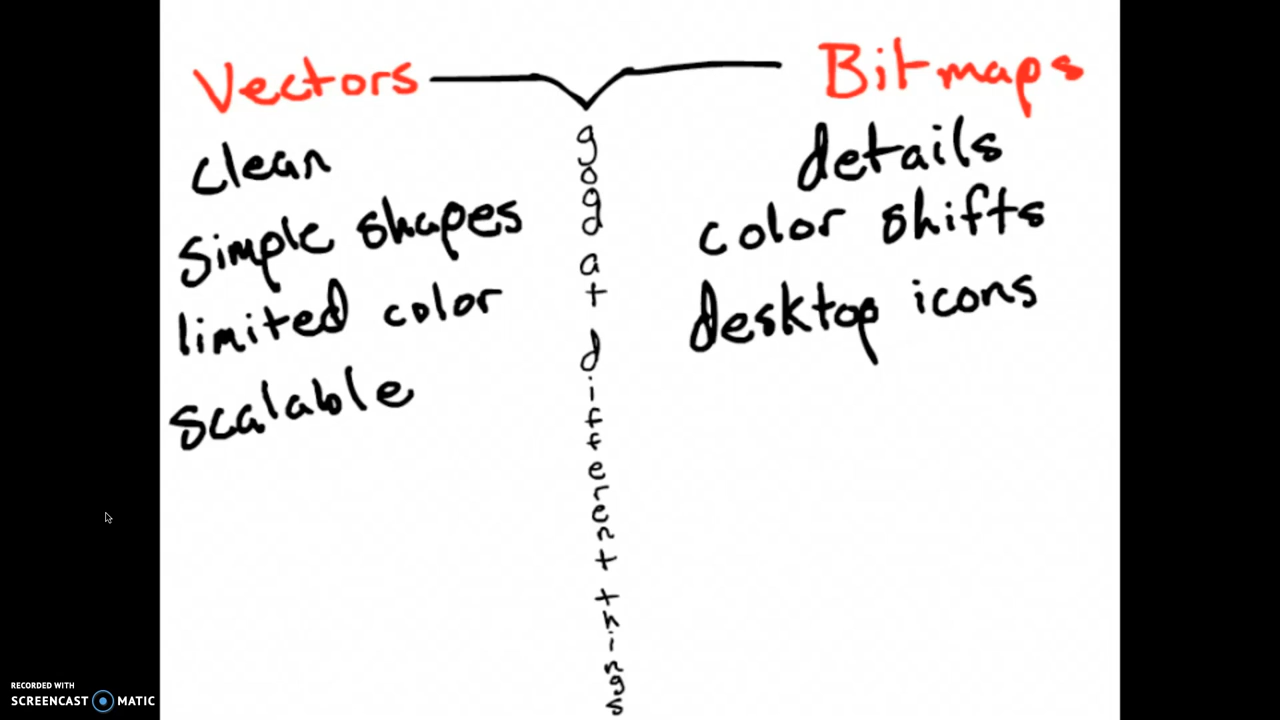 Vectors
Bitmaps
clean
simple shapes
limited color
scalable
good at different things
details
color shifts
desktop icons
RECORDED WITH
SCREENCAST MATIC